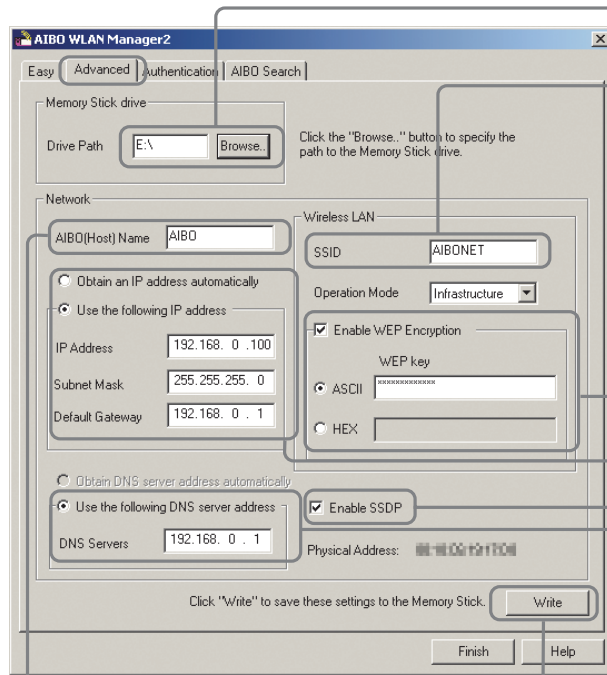 AIBO WLAN Manager2
Easy Advanced Authentication AIBO Search
Memory Stick drive
Drive Path E:\ Browse..
Click the "Browse.." button to specify the
path to the Memory Stick drive.
Network
AIBO(Host) Name AIBO
Obtain an IP address automatically
Use the following IP address
IP Address 192.168. 0 .100
Subnet Mask 255.255.255. 0
Default Gateway 192.168. 0 . 1
Wireless LAN
SSID AIBONET
Operation Mode Infrastructure
Enable WEP Encryption
WEP key
ASCII *************
HEX
Obtain DNS server address automatically
Use the following DNS server address
DNS Servers 192.168. 0 . 1
Enable SSDP
Physical Address:
Click "Write" to save these settings to the Memory Stick. Write
Finish Help